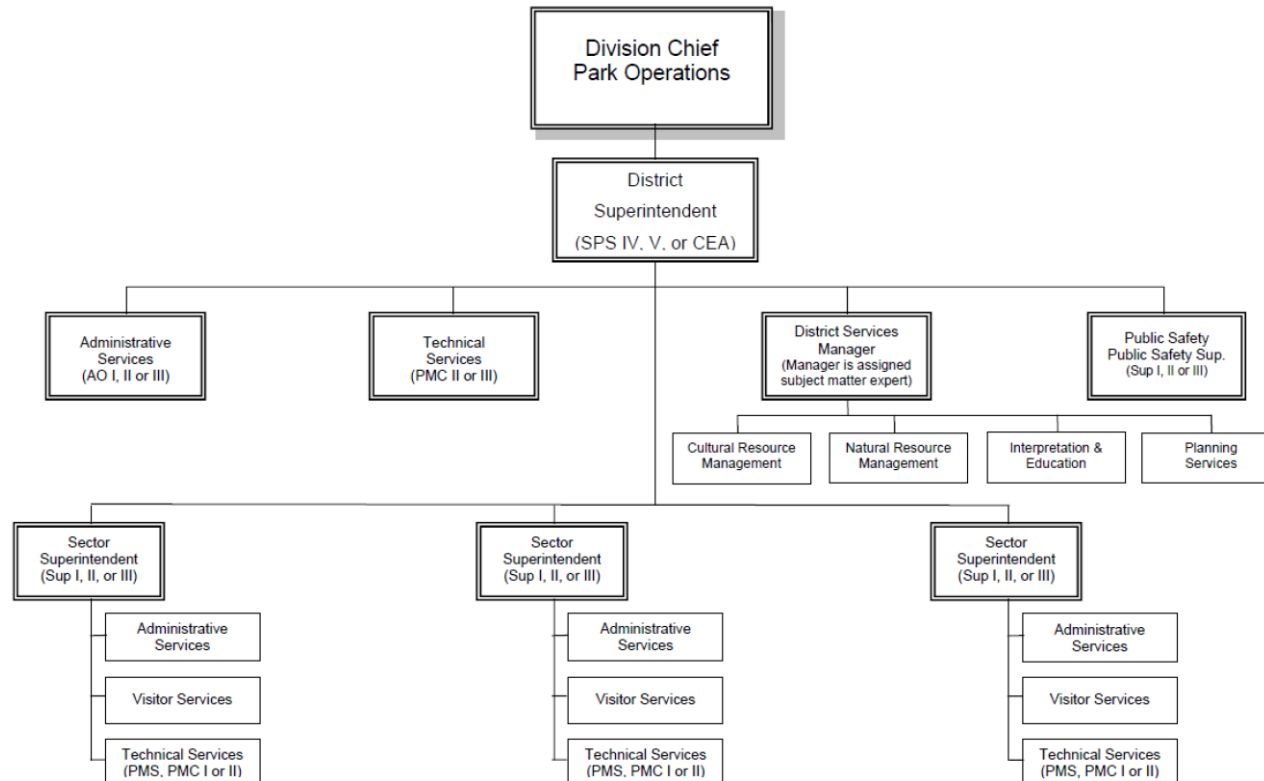 Division Chief
Park Operations
District
Superintendent
(SPS IV, V, or CEA)
Administrative
Services
(AO I, II or III)
Technical
Services
(PMC II or III)
District Services
Manager
(Manager is assigned
subject matter expert)
Public Safety
Public Safety Sup.
(Sup I, II or III)
Cultural Resource
Management
Natural Resource
Management
Interpretation &
Education
Planning
Services
Sector
Superintendent
(Sup I, II, or III)
Administrative
Services
Visitor Services
Technical Services
(PMS, PMC I or II)
Sector
Superintendent
(Sup I, II, or III)
Administrative
Services
Visitor Services
Technical Services
(PMS, PMC I or II)
Sector
Superintendent
(Sup I, II, or III)
Administrative
Services
Visitor Services
Technical Services
(PMS, PMC I or II)